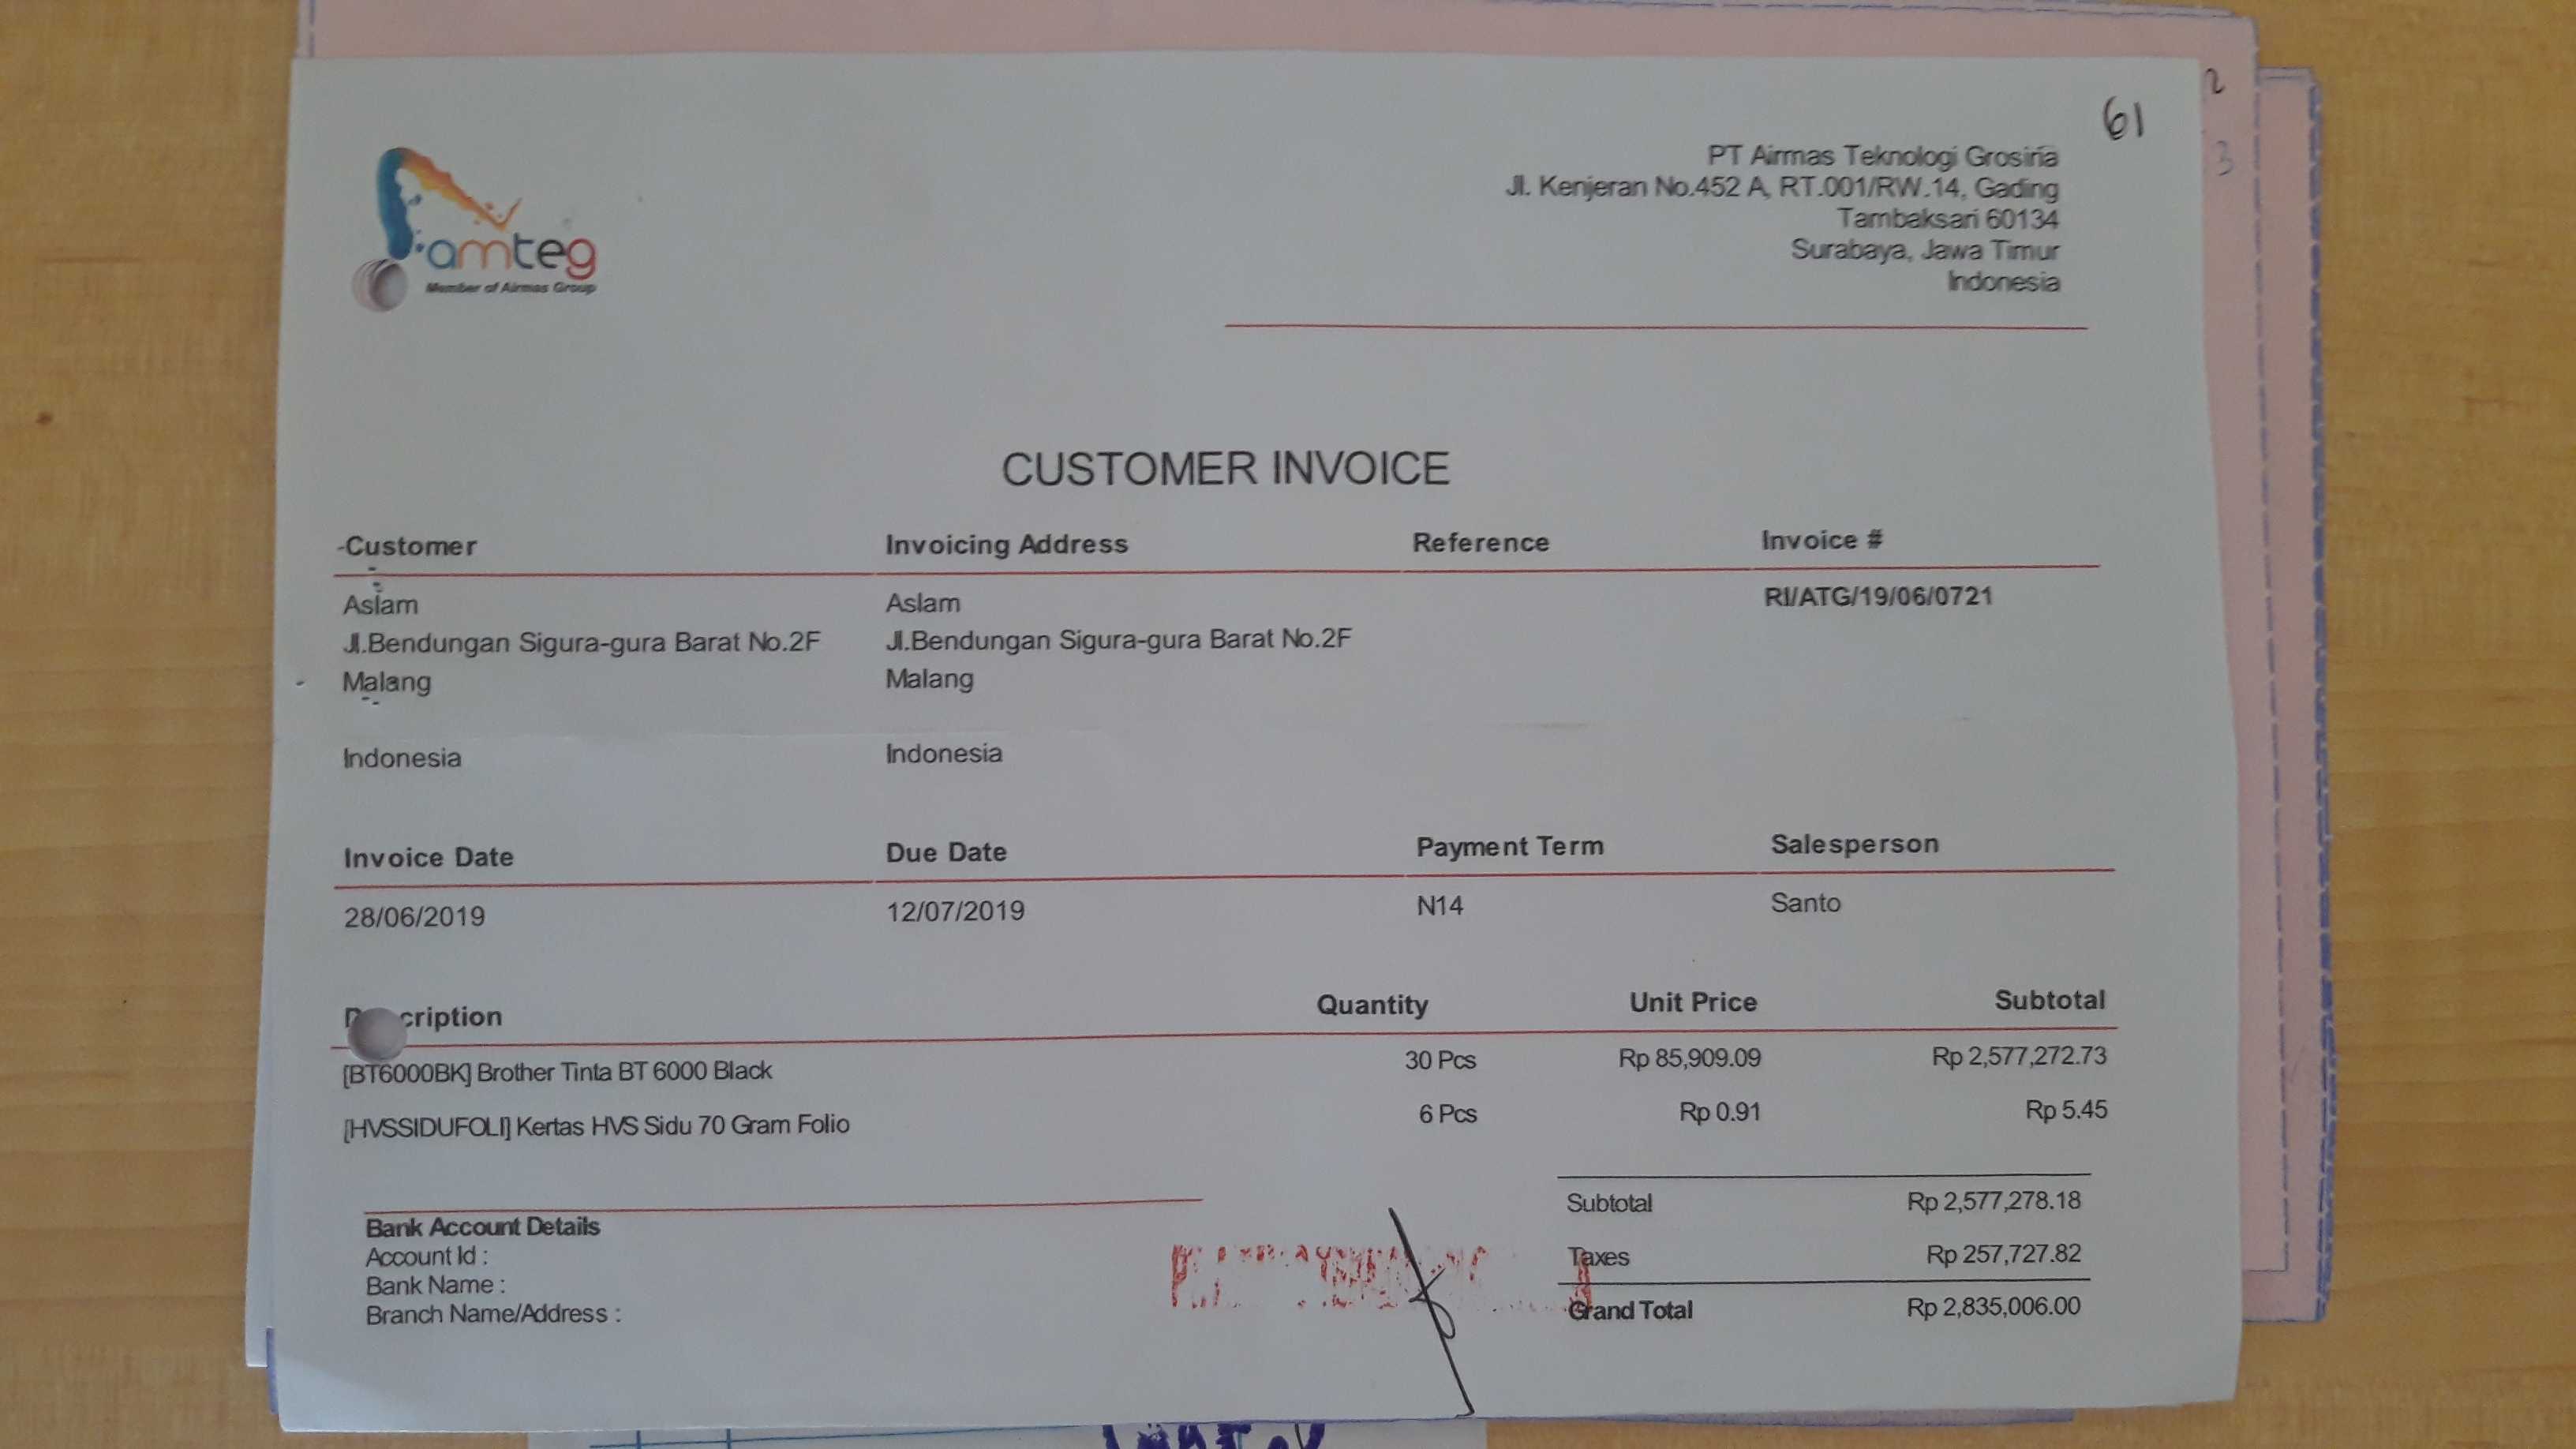 61
2
3
amteg
Member of Airmas Group
PT Airmas Teknologi Grosiria
Jl. Kenjeran No.452 A, RT.001/RW.14, Gading
Tambaksari 60134
Surabaya, Jawa Timur
Indonesia
CUSTOMER INVOICE
Customer Invoicing Address Reference Invoice #
Aslam Aslam RI/ATG/19/06/0721
Jl.Bendungan Sigura-gura Barat No.2F Jl.Bendungan Sigura-gura Barat No.2F
Malang Malang
Indonesia Indonesia
Invoice Date Due Date Payment Term Salesperson
28/06/2019 12/07/2019 N14 Santo
cription Quantity Unit Price Subtotal
[BT6000BK] Brother Tinta BT 6000 Black 30 Pcs Rp 85,909.09 Rp 2,577,272.73
[HVSSIDUFOLI] Kertas HVS Sidu 70 Gram Folio 6 Pcs Rp 0.91 Rp 5.45
Subtotal Rp 2,577,278.18
Taxes Rp 257,727.82
Grand Total Rp 2,835,006.00
Bank Account Details
Account Id :
Bank Name :
Branch Name/Address :